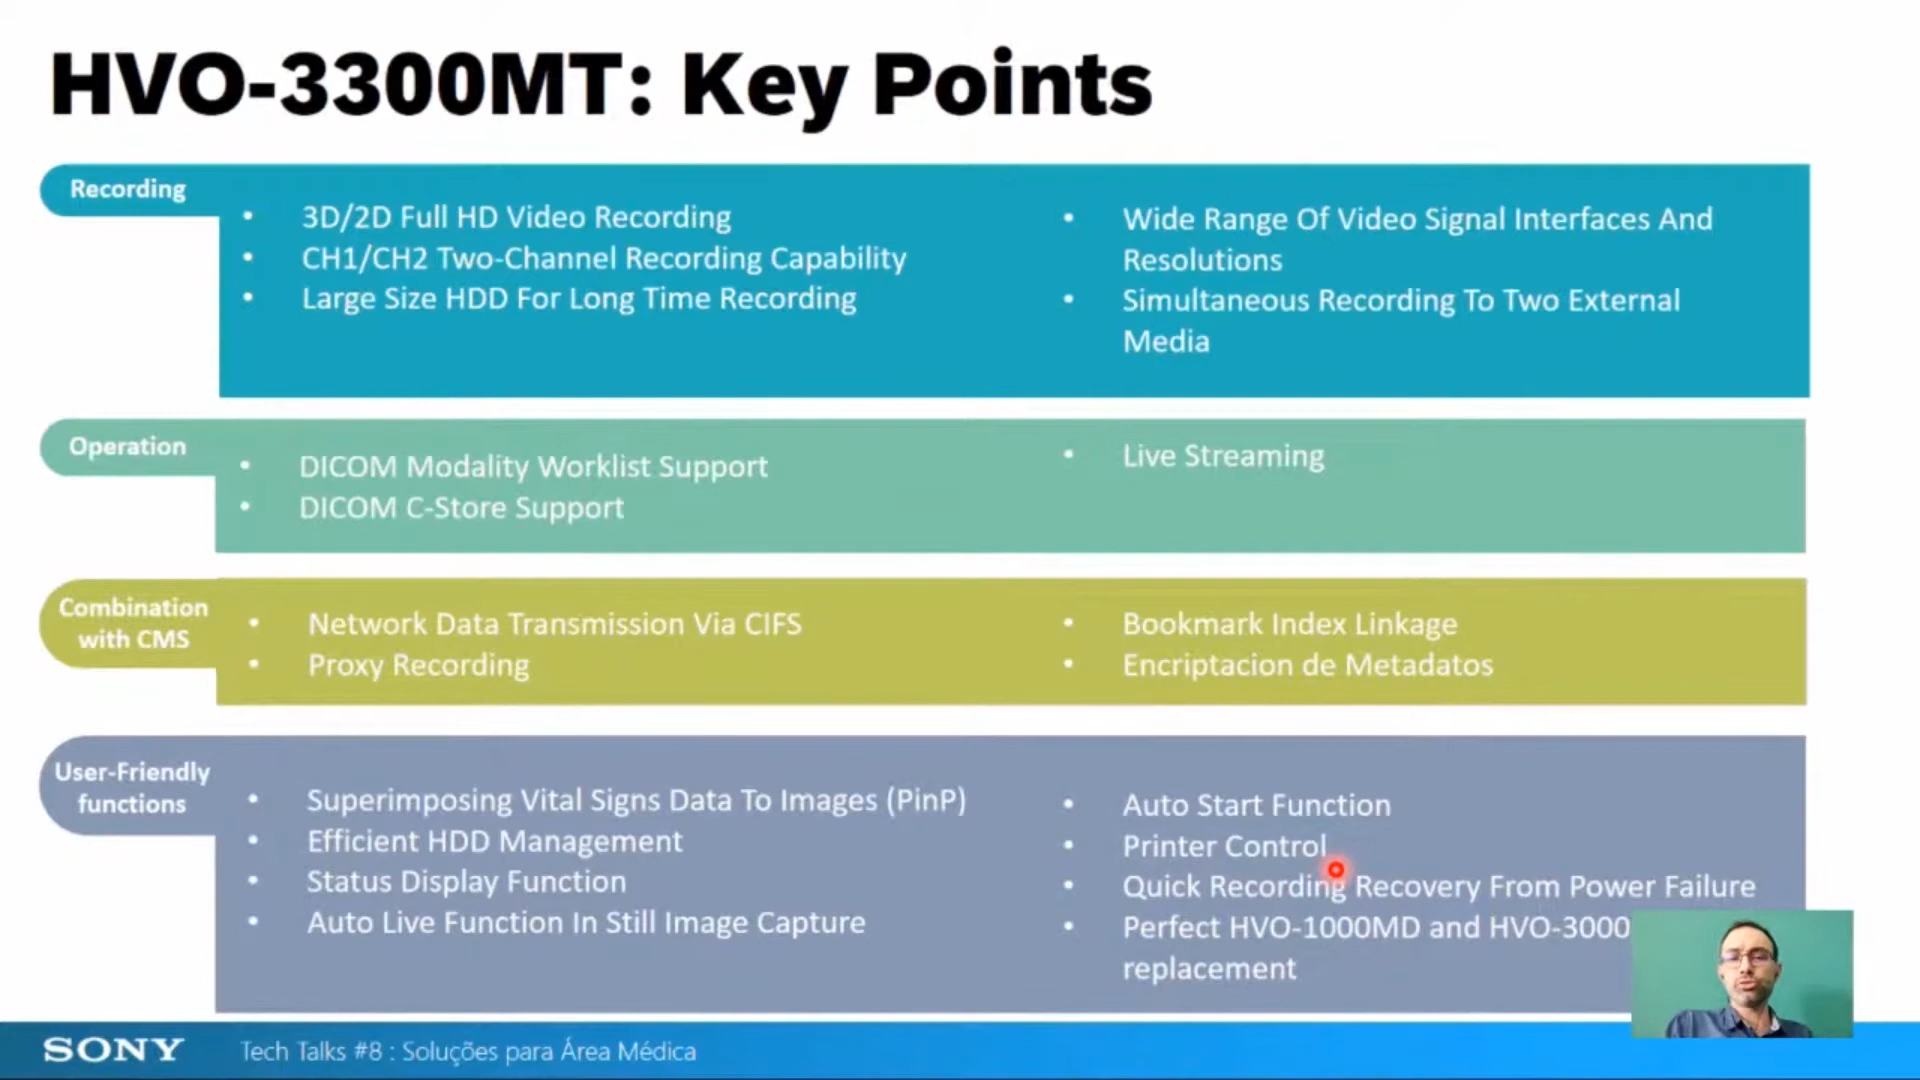 HVO-3300MT: Key Points
Recording
• 3D/2D Full HD Video Recording
• CH1/CH2 Two-Channel Recording Capability
• Large Size HDD For Long Time Recording
• Wide Range Of Video Signal Interfaces And
Resolutions
• Simultaneous Recording To Two External
Media
Operation
• DICOM Modality Worklist Support
• DICOM C-Store Support
• Live Streaming
Combination
with CMS
• Network Data Transmission Via CIFS
• Proxy Recording
• Bookmark Index Linkage
• Encriptacion de Metadatos
User-Friendly
functions
• Superimposing Vital Signs Data To Images (PinP)
• Efficient HDD Management
• Status Display Function
• Auto Live Function In Still Image Capture
• Auto Start Function
• Printer Control
• Quick Recording Recovery From Power Failure
• Perfect HVO-1000MD and HVO-3000
replacement
SONY
Tech Talks #8 : Soluções para Área Médica